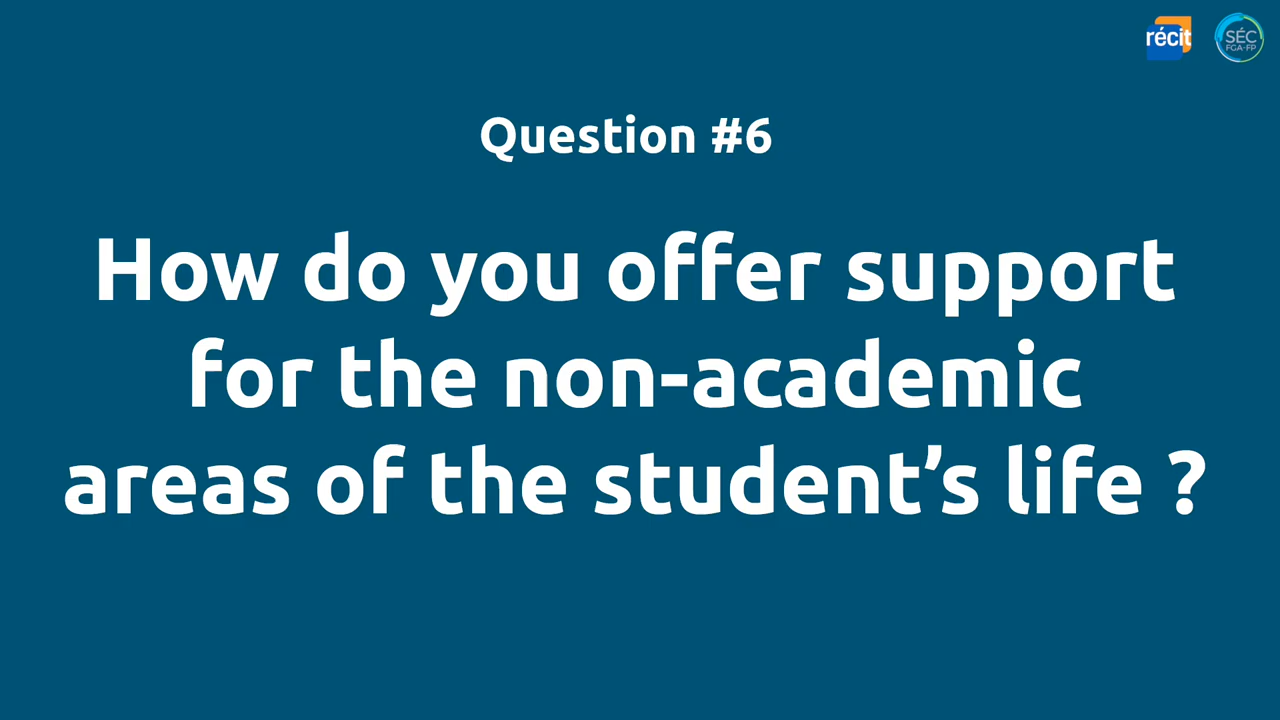 récit
SÉC
FGA-FP
Question #6
How do you offer support
for the non-academic
areas of the student’s life ?